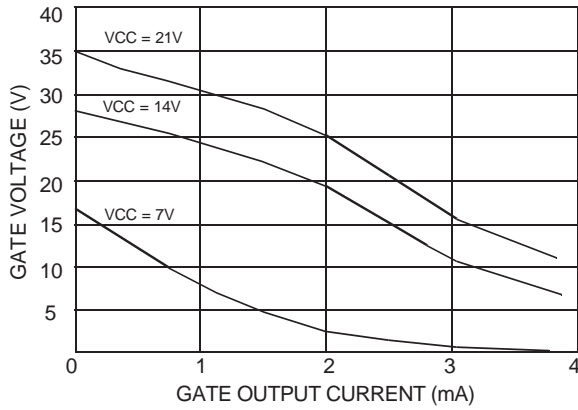 40
35
30
25
20
15
10
5
GATE VOLTAGE (V)
VCC = 21V
VCC = 14V
VCC = 7V
0
1
2
3
4
GATE OUTPUT CURRENT (mA)